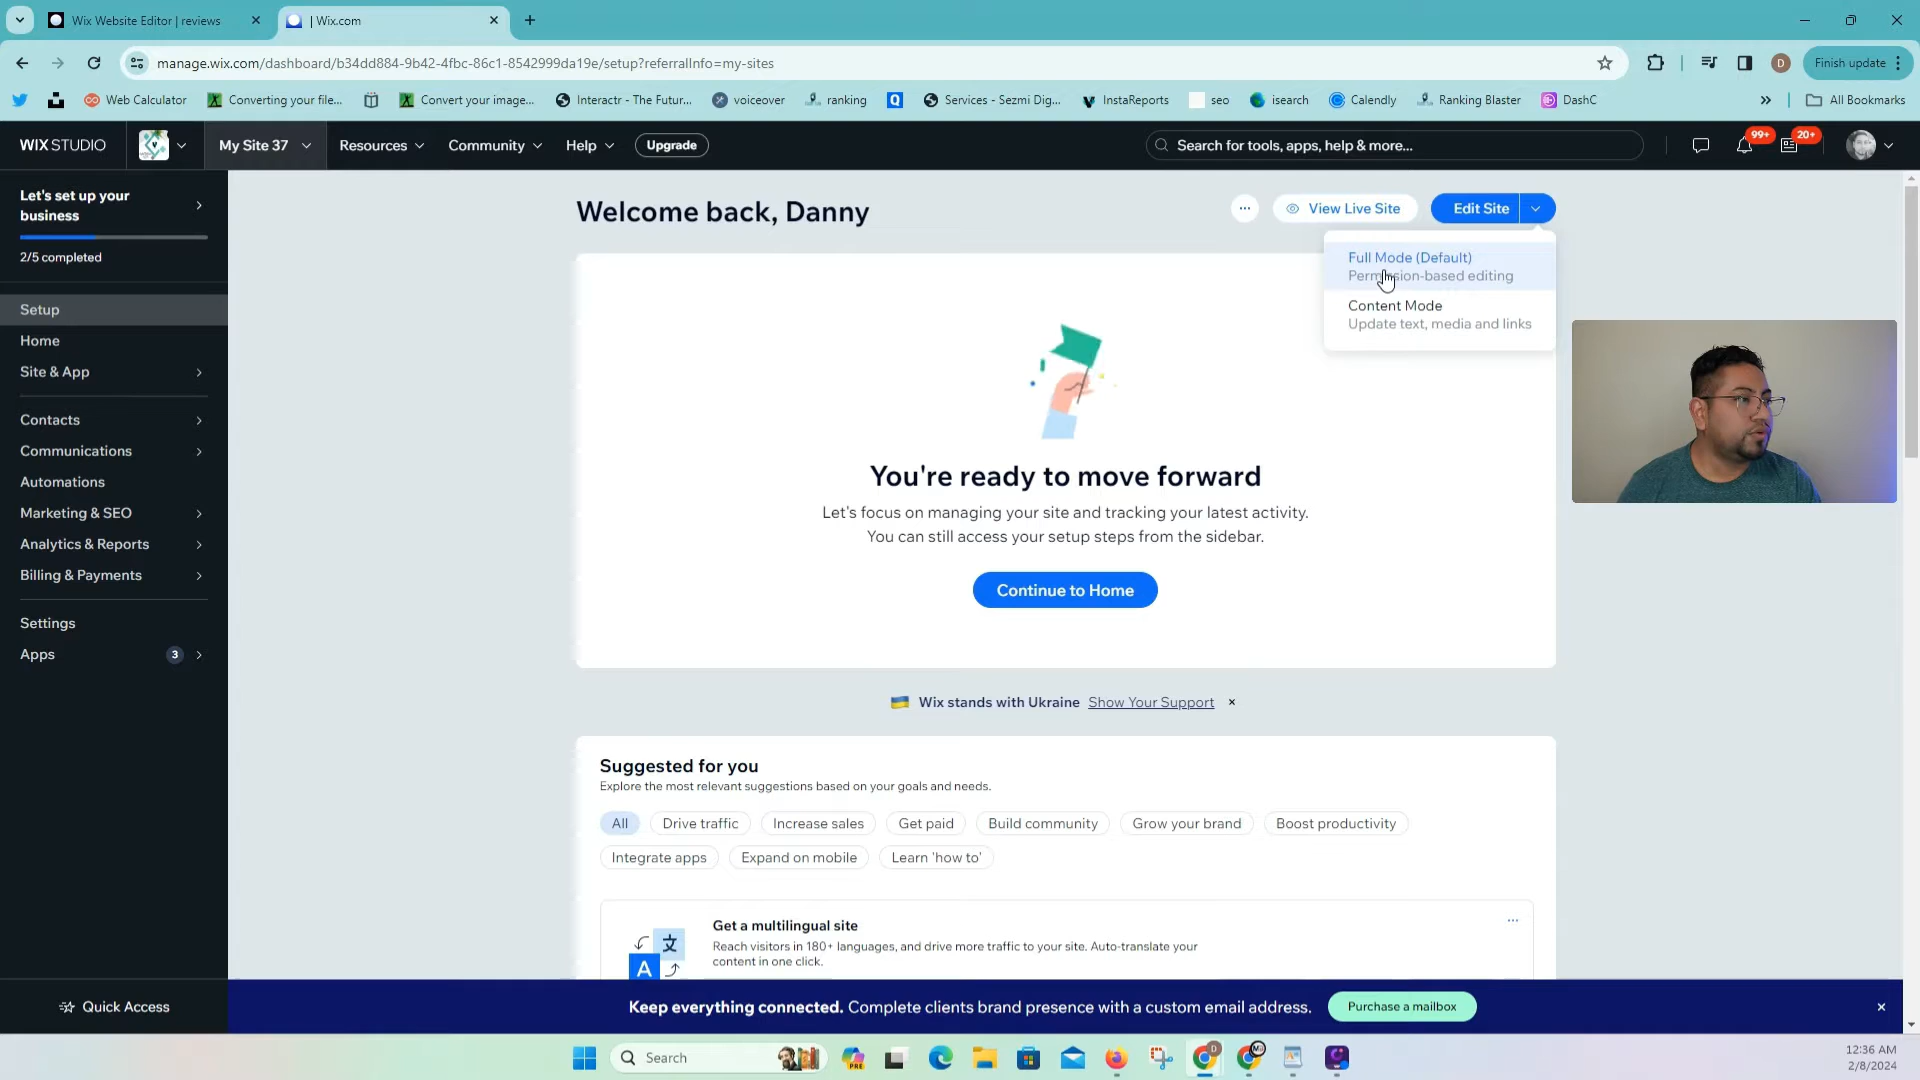 Wix Website Editor | reviews
| Wix.com
manage.wix.com/dashboard/b34dd884-9b42-4fbc-86c1-8542999da19e/setup?referralInfo=my-sites
Finish update
Web Calculator
Converting your file...
Convert your image...
Interactr - The Futur...
voiceover
ranking
Services - Sezmi Dig...
InstaReports
seo
isearch
Calendly
Ranking Blaster
DashC
All Bookmarks
WIX STUDIO
My Site 37
Resources
Community
Help
Upgrade
Search for tools, apps, help & more...
99+
20+
Let's set up your
business
2/5 completed
Setup
Home
Site & App
Contacts
Communications
Automations
Marketing & SEO
Analytics & Reports
Billing & Payments
Settings
Apps
3
Quick Access
Welcome back, Danny
View Live Site
Edit Site
Full Mode (Default)
Permission-based editing
Content Mode
Update text, media and links
You're ready to move forward
Let's focus on managing your site and tracking your latest activity.
You can still access your setup steps from the sidebar.
Continue to Home
Wix stands with Ukraine Show Your Support
Suggested for you
Explore the most relevant suggestions based on your goals and needs.
All
Drive traffic
Increase sales
Get paid
Build community
Grow your brand
Boost productivity
Integrate apps
Expand on mobile
Learn 'how to'
文
A
Get a multilingual site
Reach visitors in 180+ languages, and drive more traffic to your site. Auto-translate your
content in one click.
Keep everything connected. Complete clients brand presence with a custom email address.
Purchase a mailbox
Search
PRE
D
12:36 AM
2/8/2024